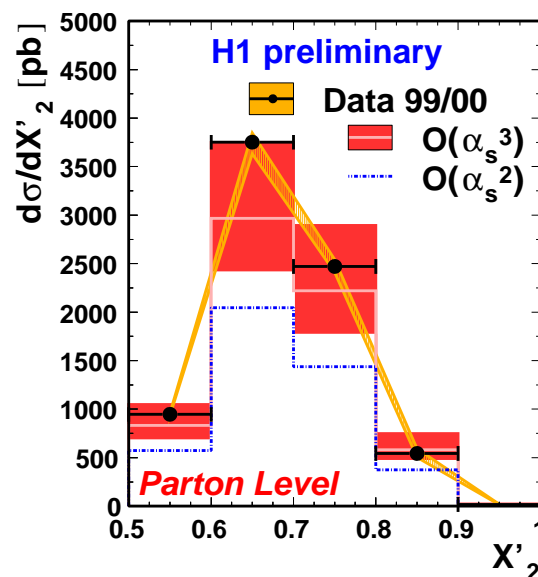 dσ/dX'₂ [pb]
5000
4500
4000
3500
3000
2500
2000
1500
1000
500
0
H1 preliminary
Data 99/00
O(αₛ³)
O(αₛ²)
Parton Level
0.5 0.6 0.7 0.8 0.9 1
X'₂